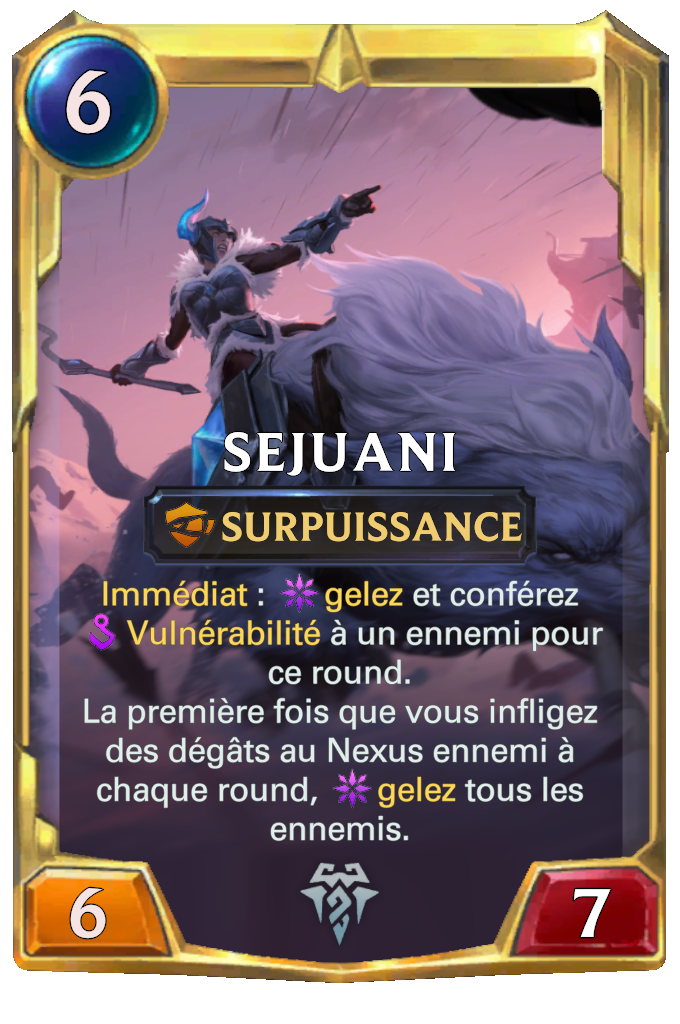 6
SEJUANI
SURPUISSANCE
Immédiat : gelez et conférez
Vulnérabilité à un ennemi pour
ce round.
La première fois que vous infligez
des dégâts au Nexus ennemi à
chaque round, gelez tous les
ennemis.
6
7